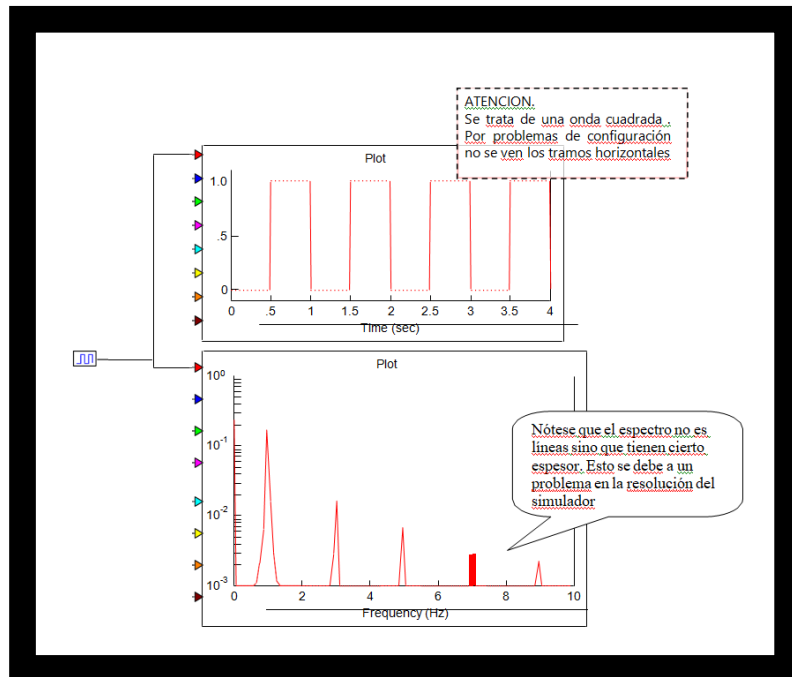 ATENCION.
Se trata de una onda cuadrada .
Por problemas de configuración
no se ven los tramos horizontales
Plot
1.0
.5
0
0 .5 1 1.5 2 2.5 3 3.5 4
Time (sec)
Plot
10⁰
10⁻¹
10⁻²
10⁻³
0 2 4 6 8 10
Frequency (Hz)
Nótese que el espectro no es
líneas sino que tienen cierto
espesor. Esto se debe a un
problema en la resolución del
simulador